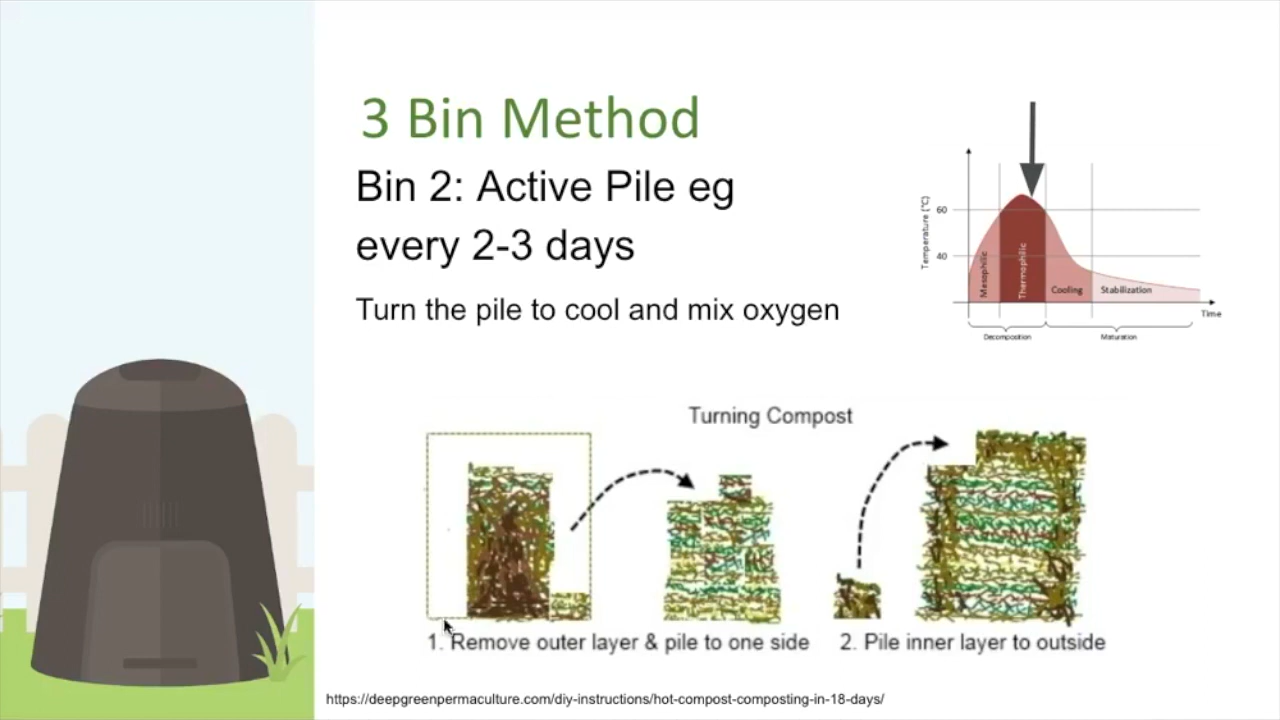 3 Bin Method
Bin 2: Active Pile eg
every 2-3 days
Turn the pile to cool and mix oxygen
Temperature (°C)
60
40
Mesophilic
Thermophilic
Cooling
Stabilization
Time
Decomposition
Maturation
Turning Compost
1. Remove outer layer & pile to one side
2. Pile inner layer to outside
https://deepgreenpermaculture.com/diy-instructions/hot-compost-composting-in-18-days/